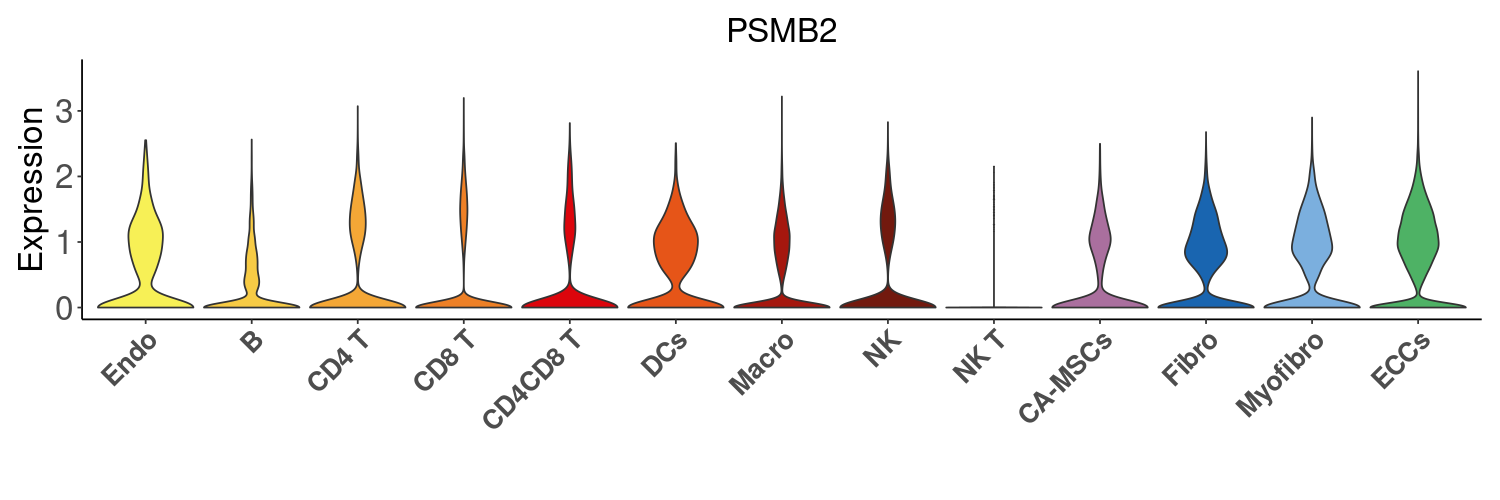 PSMB2
Expression
3
2
1
0
Endo
B
CD4 T
CD8 T
CD4CD8 T
DCs
Macro
NK
NK T
CA-MSCs
Fibro
Myofibro
ECCs